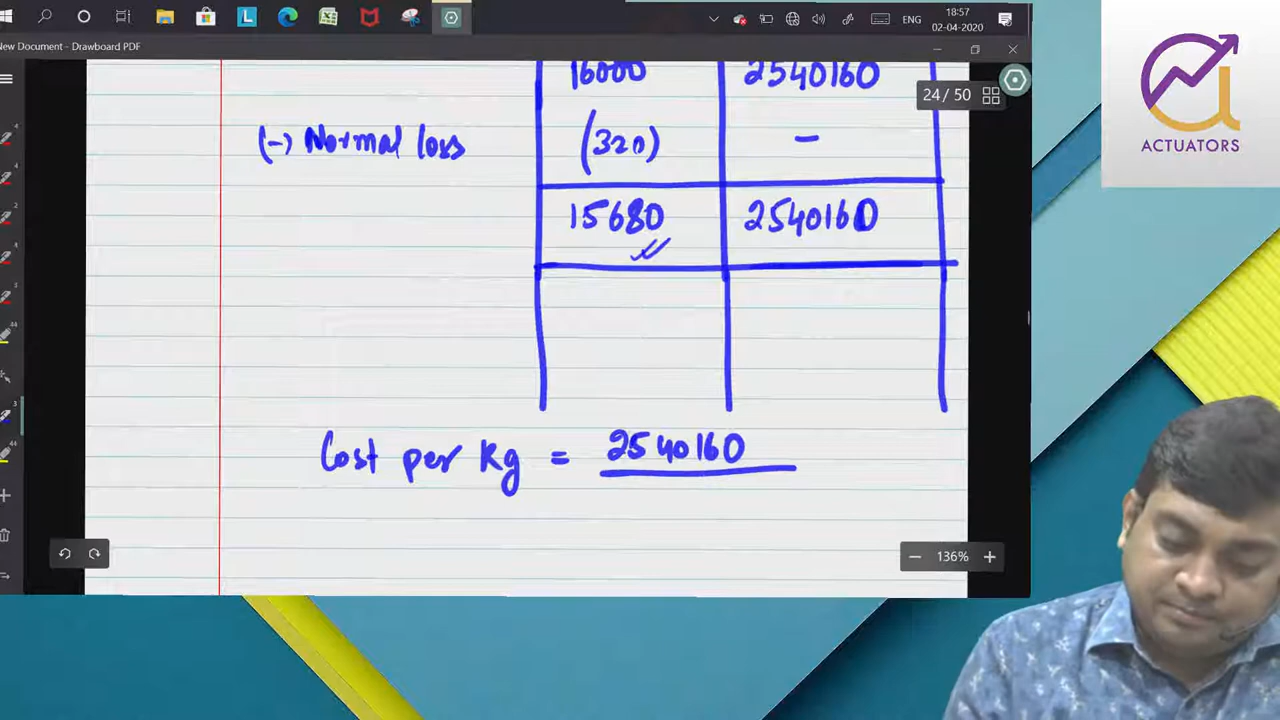 ENG
18:57
02-04-2020
New Document - Drawboard PDF
16000 2540160
24 / 50
(-) Normal loss (320) -
15680 2540160
Cost per Kg = 2540160
136%
ACTUATORS